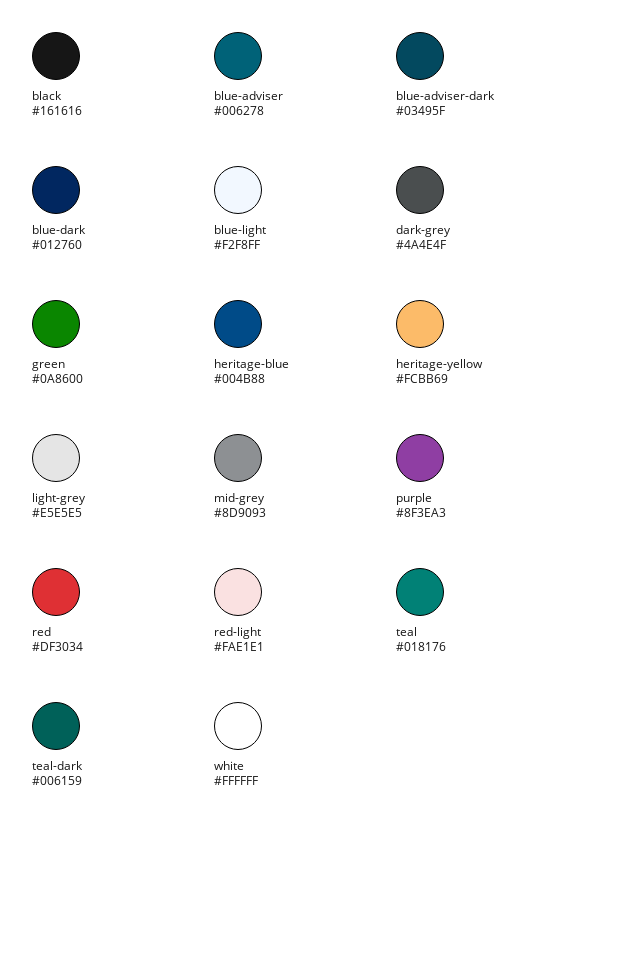 black
#161616
blue-adviser
#006278
blue-adviser-dark
#03495F
blue-dark
#012760
blue-light
#F2F8FF
dark-grey
#4A4E4F
green
#0A8600
heritage-blue
#004B88
heritage-yellow
#FCBB69
light-grey
#E5E5E5
mid-grey
#8D9093
purple
#8F3EA3
red
#DF3034
red-light
#FAE1E1
teal
#018176
teal-dark
#006159
white
#FFFFFF